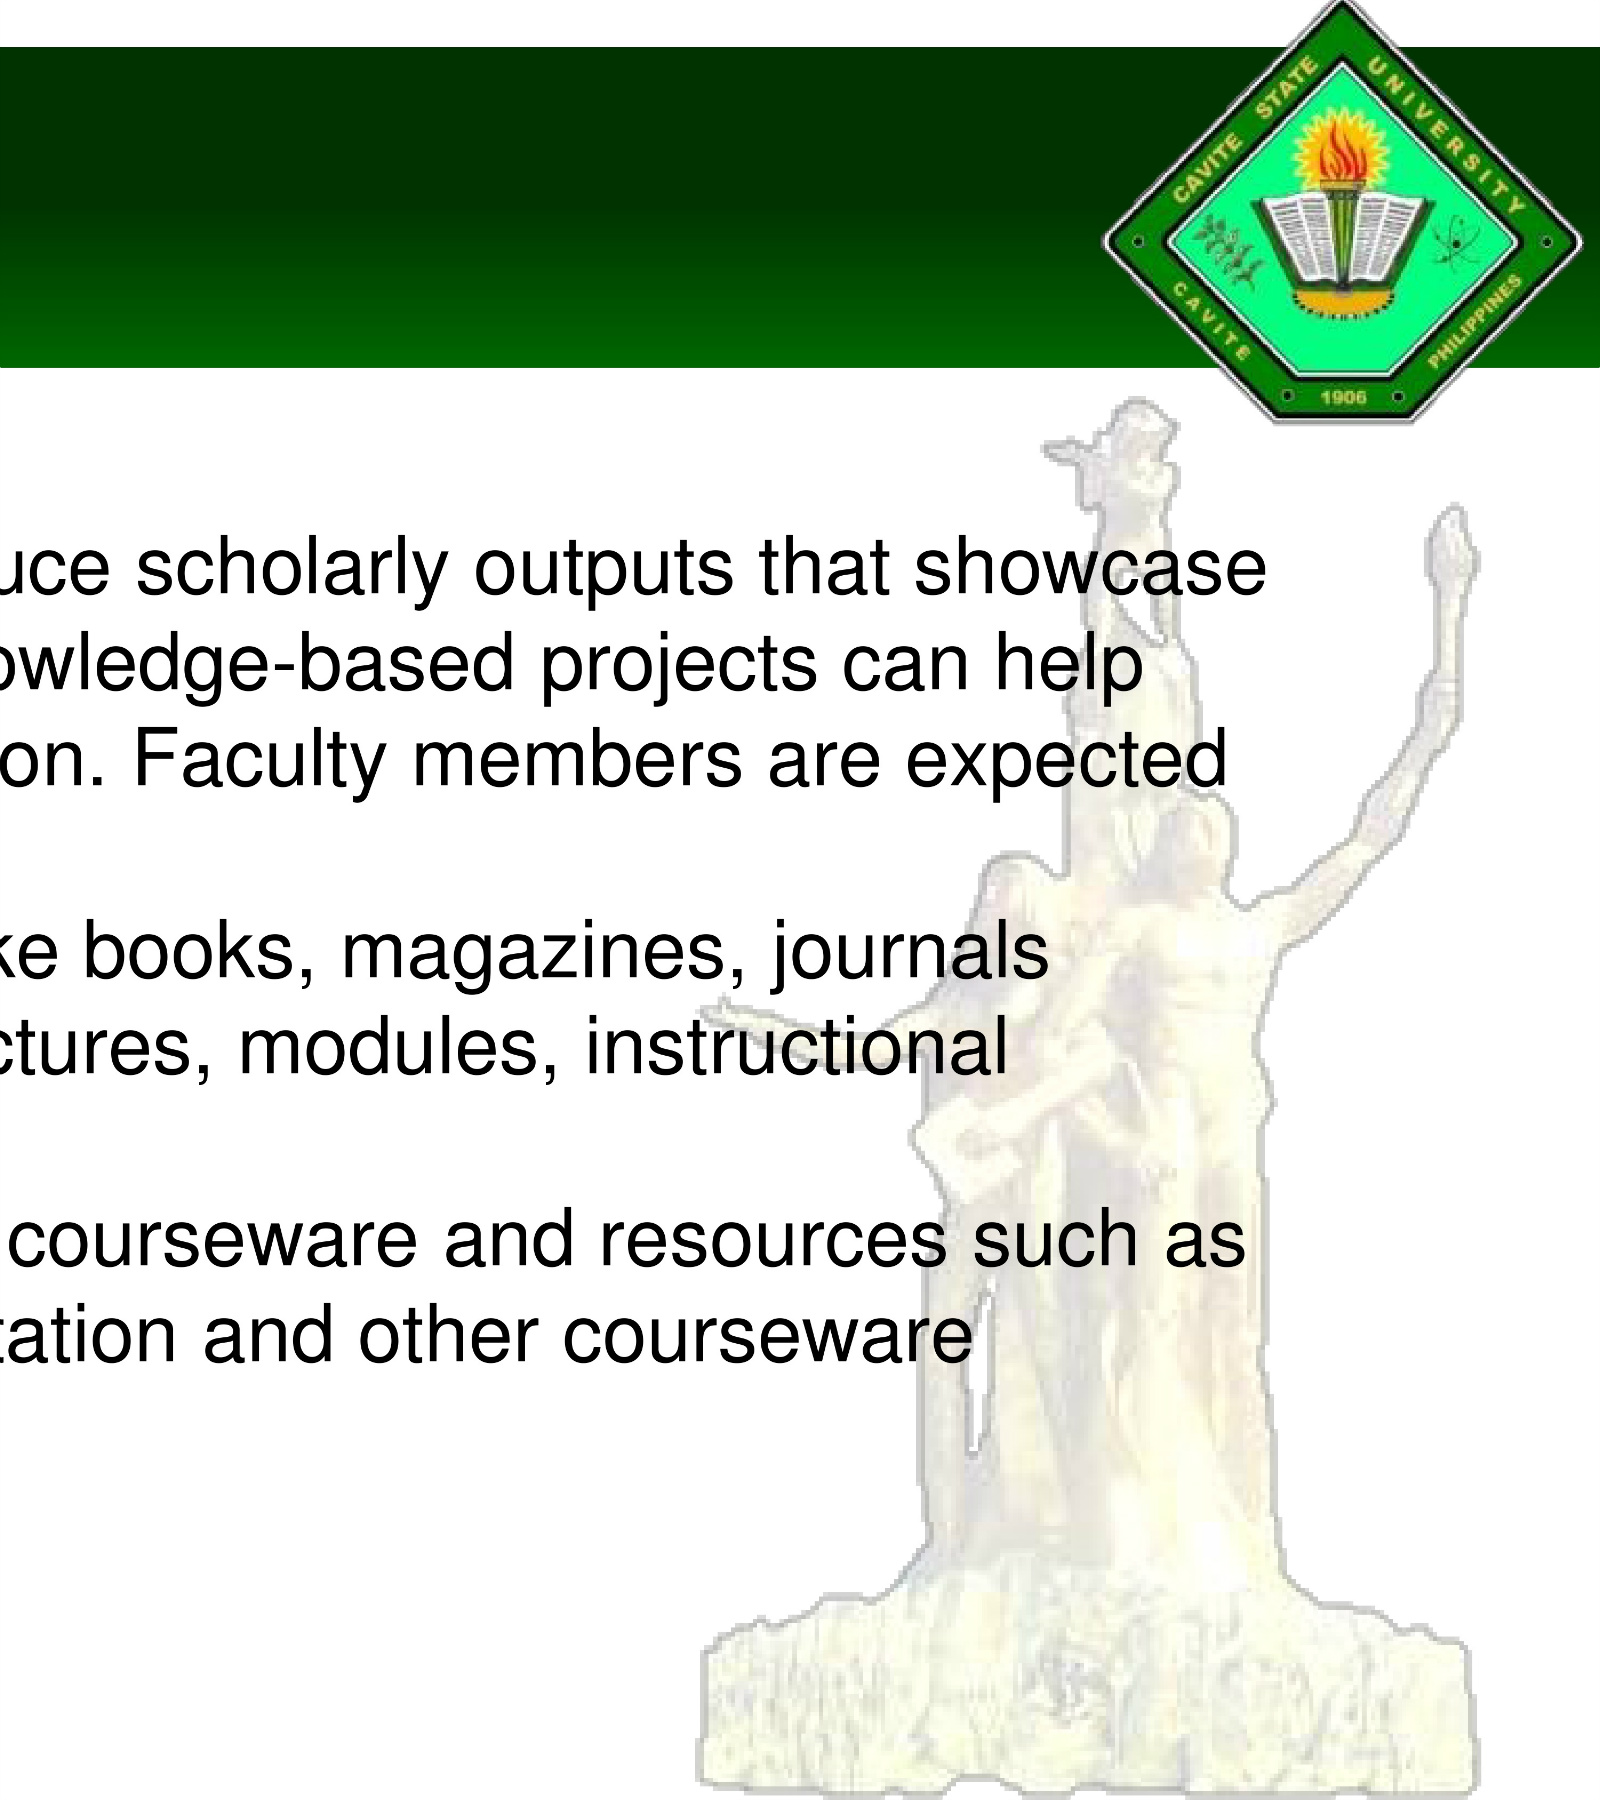 CAVITE STATE UNIVERSITY
CAVITE PHILIPPINES
1906
uce scholarly outputs that showcase
owledge-based projects can help
on. Faculty members are expected
ke books, magazines, journals
ctures, modules, instructional
courseware and resources such as
tation and other courseware